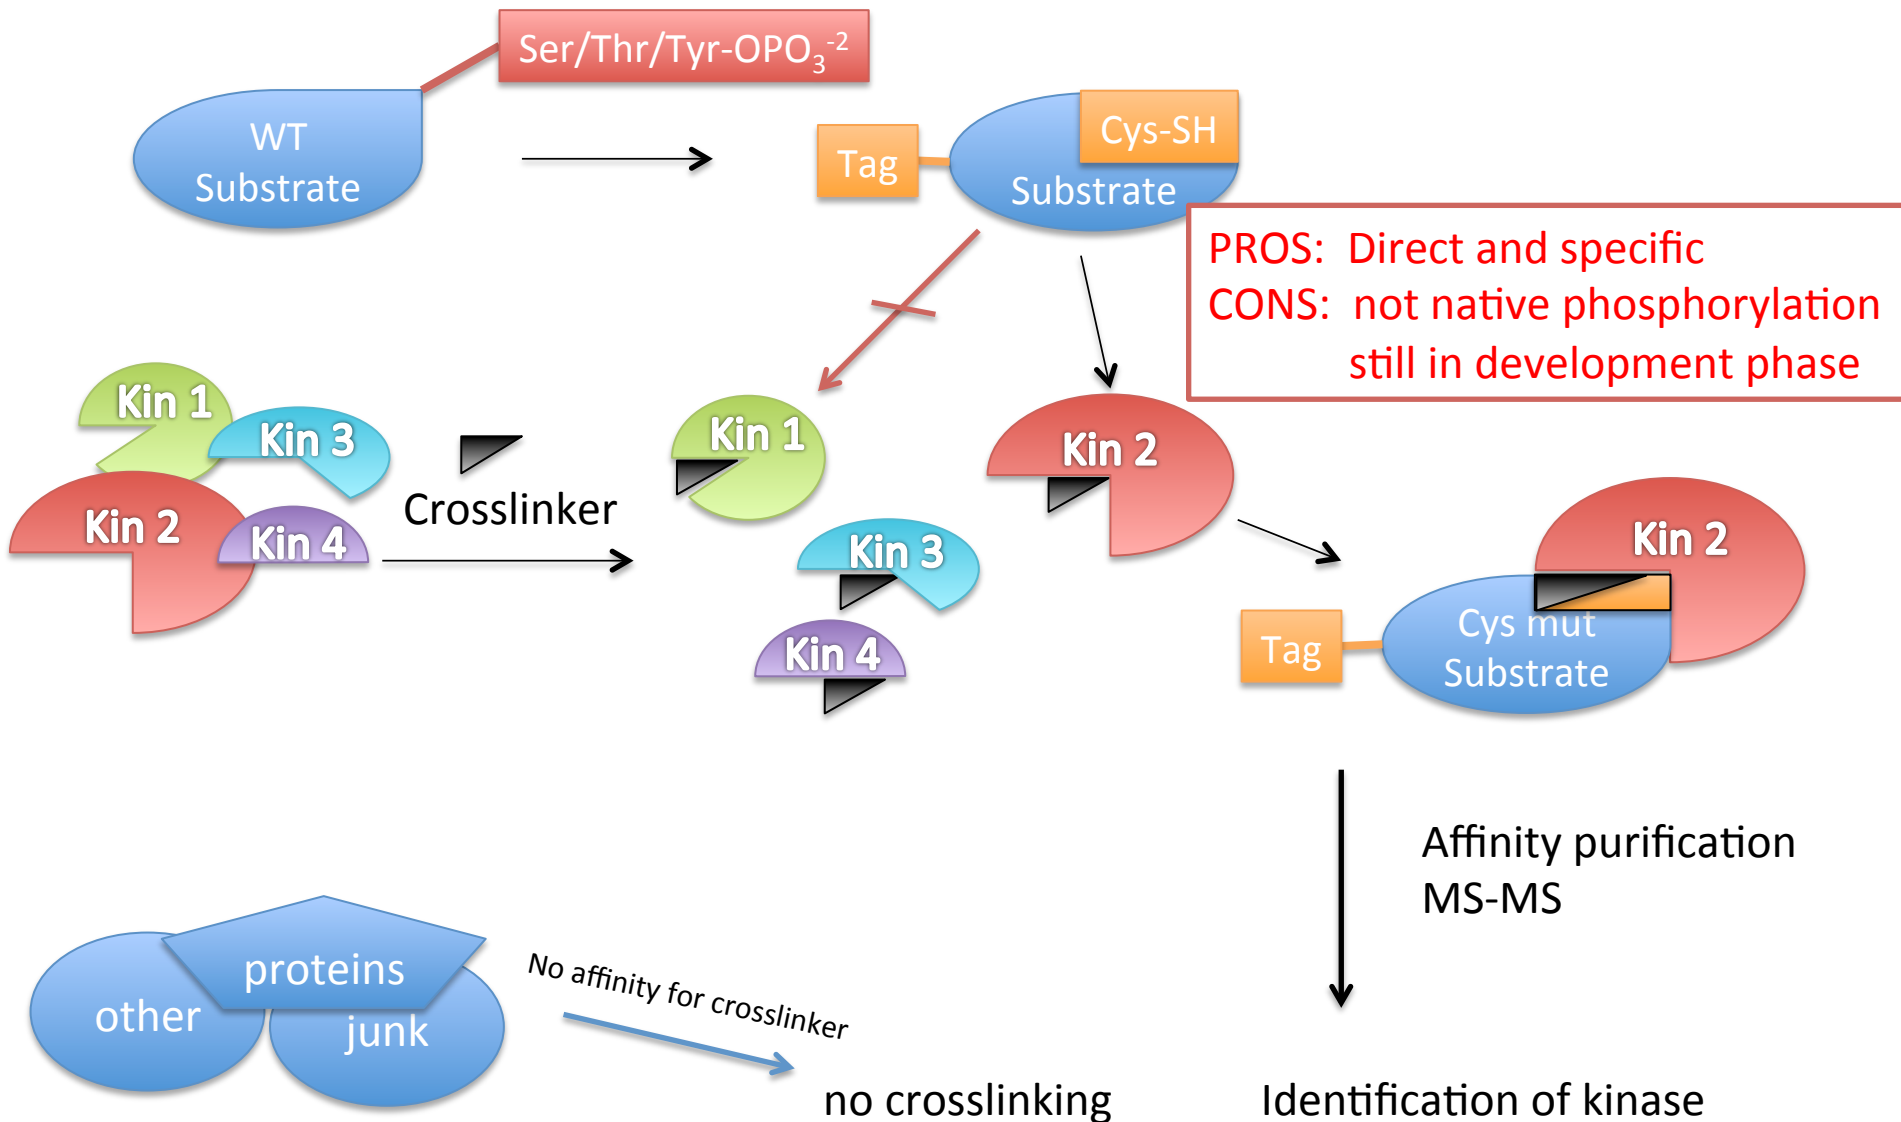 Ser/Thr/Tyr-OPO₃⁻²
WT
Substrate
Tag
Cys-SH
Substrate
PROS: Direct and specific
CONS: not native phosphorylation
still in development phase
Kin 1
Kin 3
Kin 2
Kin 4
Crosslinker
Kin 1
Kin 2
Kin 3
Kin 4
Kin 2
Tag
Cys mut
Substrate
Affinity purification
MS-MS
other
proteins
junk
No affinity for crosslinker
no crosslinking
Identification of kinase